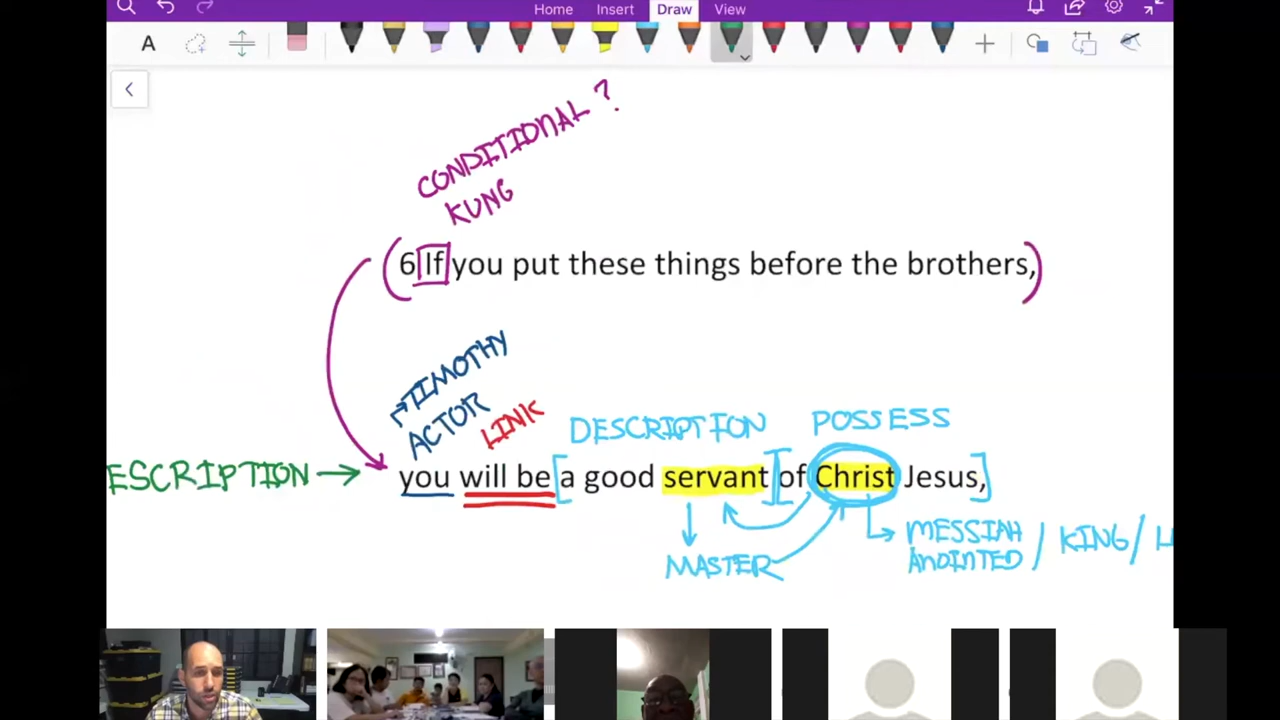 Home Insert Draw View
A
CONDITIONAL ?
KUNG
(6 If you put these things before the brothers,)
TIMOTHY
ACTOR
LINK
DESCRIPTION POSSESS
ESCRIPTION you will be [a good servant] [of Christ Jesus,]
MASTER
MESSIAH / KING /
ANOINTED